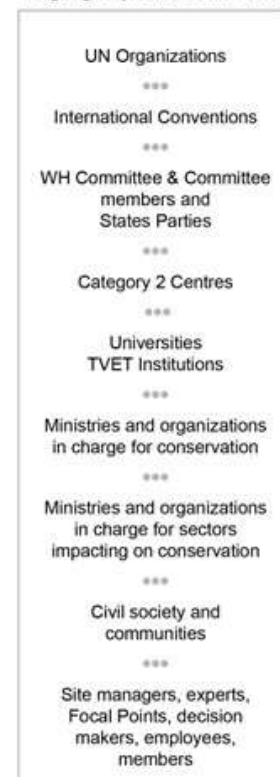 UN Organizations
International Conventions
WH Committee & Committee
members and
States Parties
Category 2 Centres
Universities
TVET Institutions
Ministries and organizations
in charge for conservation
Ministries and organizations
in charge for sectors
impacting on conservation
Civil society and
communities
Site managers, experts,
Focal Points, decision
makers, employees,
members